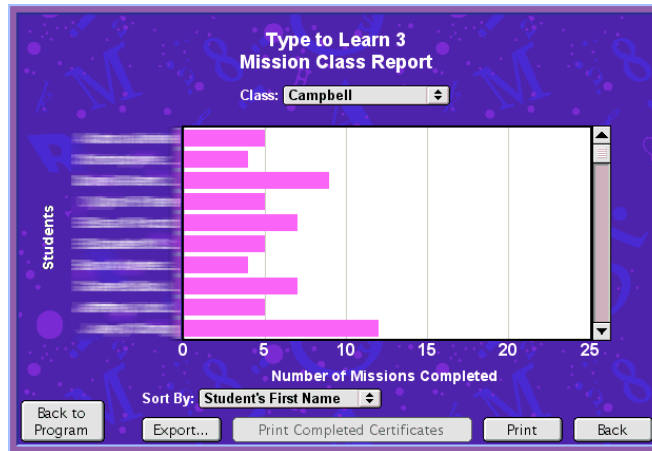 Type to Learn 3
Mission Class Report
Class: Campbell
Students
0 5 10 15 20 25
Number of Missions Completed
Sort By: Student's First Name
Back to
Program
Export...
Print Completed Certificates
Print
Back